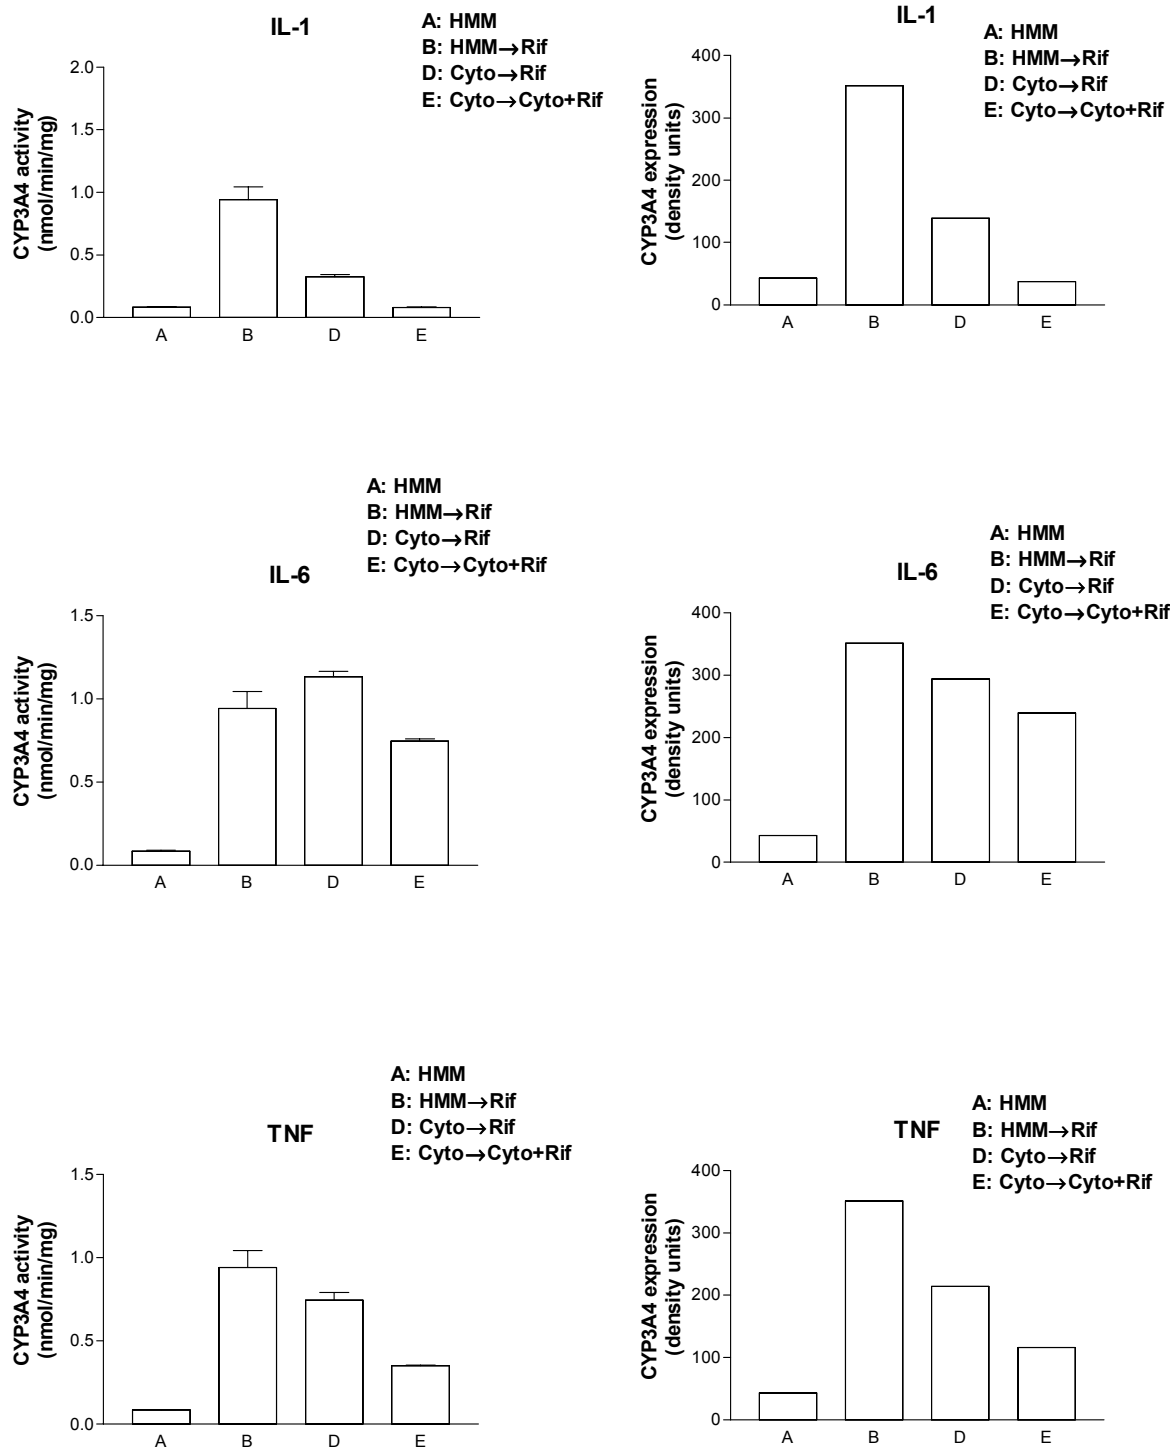 IL-1
A: HMM
B: HMM→Rif
D: Cyto→Rif
E: Cyto→Cyto+Rif
CYP3A4 activity
(nmol/min/mg)
2.0
1.5
1.0
0.5
0.0
A B D E
IL-1
A: HMM
B: HMM→Rif
D: Cyto→Rif
E: Cyto→Cyto+Rif
CYP3A4 expression
(density units)
400
300
200
100
0
A B D E
A: HMM
B: HMM→Rif
D: Cyto→Rif
E: Cyto→Cyto+Rif
IL-6
CYP3A4 activity
(nmol/min/mg)
1.5
1.0
0.5
0.0
A B D E
A: HMM
B: HMM→Rif
D: Cyto→Rif
E: Cyto→Cyto+Rif
IL-6
CYP3A4 expression
(density units)
400
300
200
100
0
A B D E
A: HMM
B: HMM→Rif
D: Cyto→Rif
E: Cyto→Cyto+Rif
TNF
CYP3A4 activity
(nmol/min/mg)
1.5
1.0
0.5
0.0
A B D E
A: HMM
B: HMM→Rif
D: Cyto→Rif
E: Cyto→Cyto+Rif
TNF
CYP3A4 expression
(density units)
400
300
200
100
0
A B D E